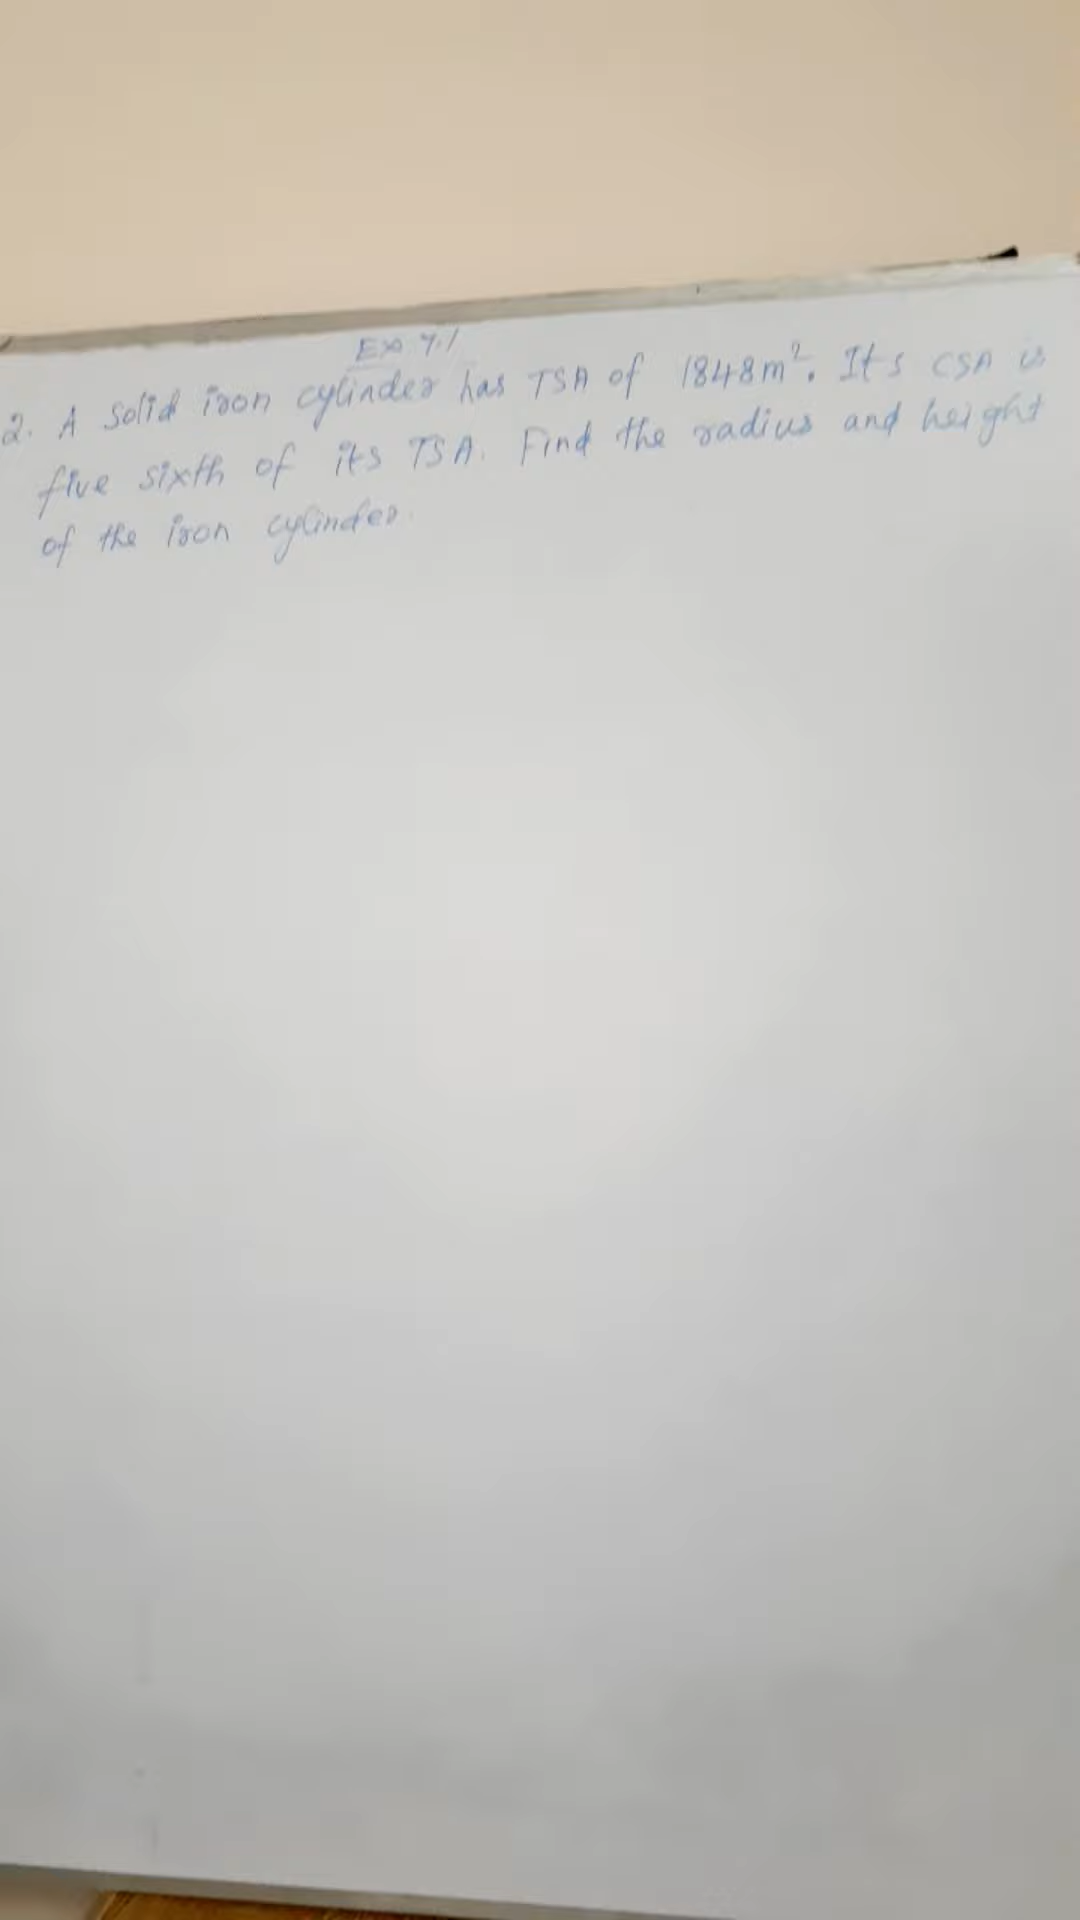 Ex 7.1
2. A Solid iron cylinder has TSA of 1848m². It's CSA is
five sixth of its TSA. Find the radius and height
of the iron cylinder.